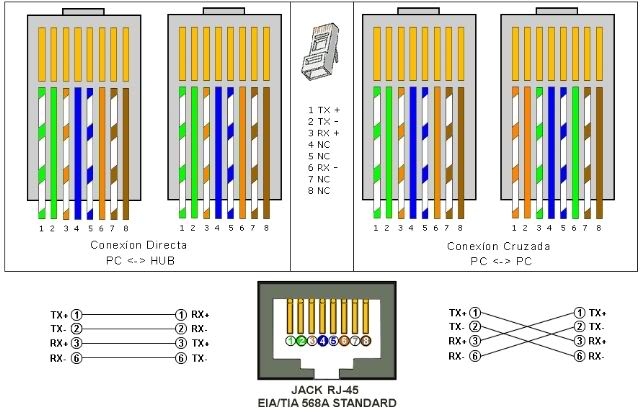 1 2 3 4 5 6 7 8
1 2 3 4 5 6 7 8
Conexíon Directa
PC <-> HUB
1 TX +
2 TX -
3 RX +
4 NC
5 NC
6 RX -
7 NC
8 NC
1 2 3 4 5 6 7 8
1 2 3 4 5 6 7 8
Conexíon Cruzada
PC <-> PC
TX+ 1 1 RX+
TX- 2 2 RX-
RX+ 3 3 TX+
RX- 6 6 TX-
1 2 3 4 5 6 7 8
JACK RJ-45
EIA/TIA 568A STANDARD
TX+ 1 1 TX+
TX- 2 2 TX-
RX+ 3 3 RX+
RX- 6 6 RX-